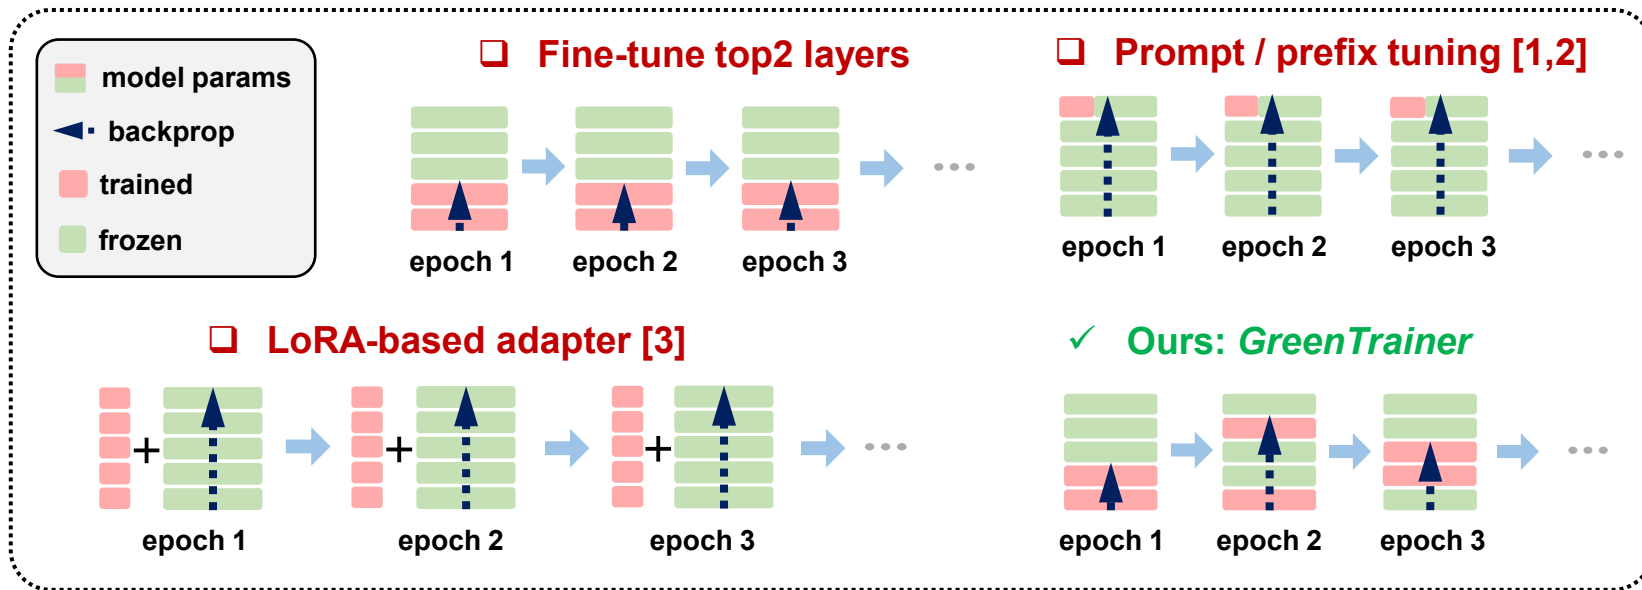 model params
backprop
trained
frozen
Fine-tune top2 layers
epoch 1
epoch 2
epoch 3
Prompt / prefix tuning [1,2]
epoch 1
epoch 2
epoch 3
LoRA-based adapter [3]
+
+
+
epoch 1
epoch 2
epoch 3
✓ Ours: GreenTrainer
epoch 1
epoch 2
epoch 3